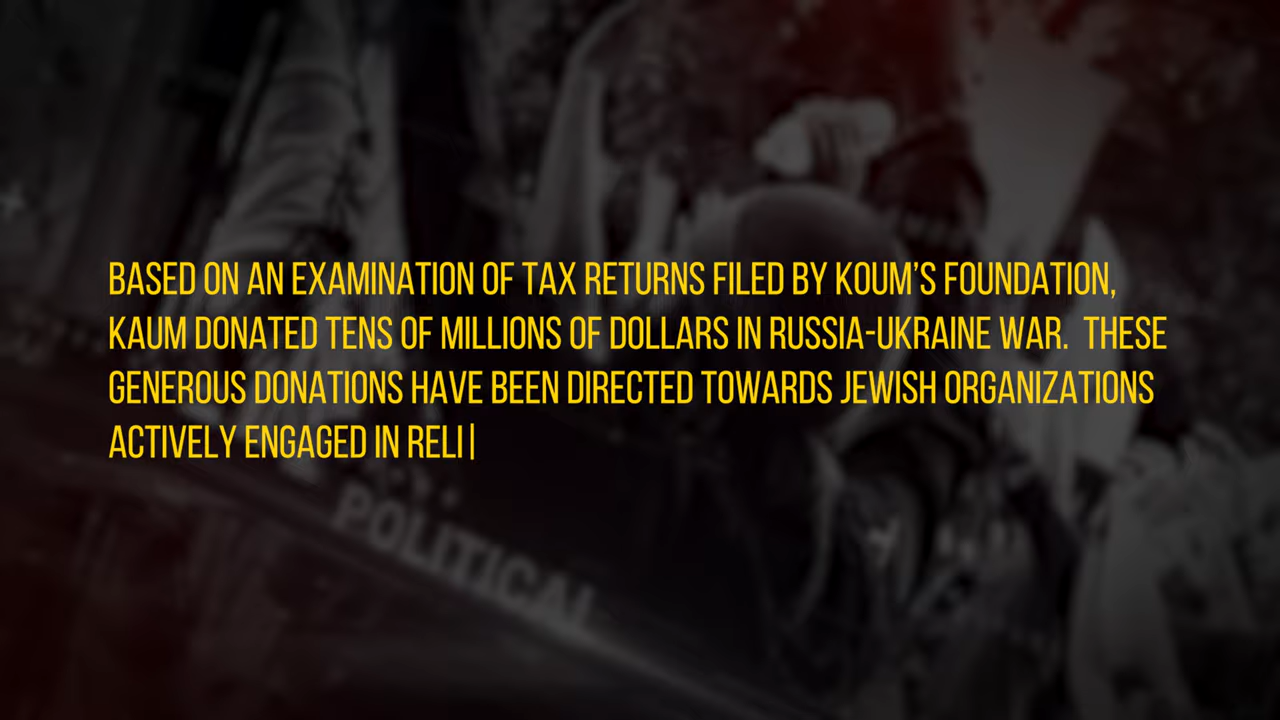 BASED ON AN EXAMINATION OF TAX RETURNS FILED BY KOUM’S FOUNDATION,
KAUM DONATED TENS OF MILLIONS OF DOLLARS IN RUSSIA-UKRAINE WAR.  THESE
GENEROUS DONATIONS HAVE BEEN DIRECTED TOWARDS JEWISH ORGANIZATIONS
ACTIVELY ENGAGED IN RELI|
POLITICAL